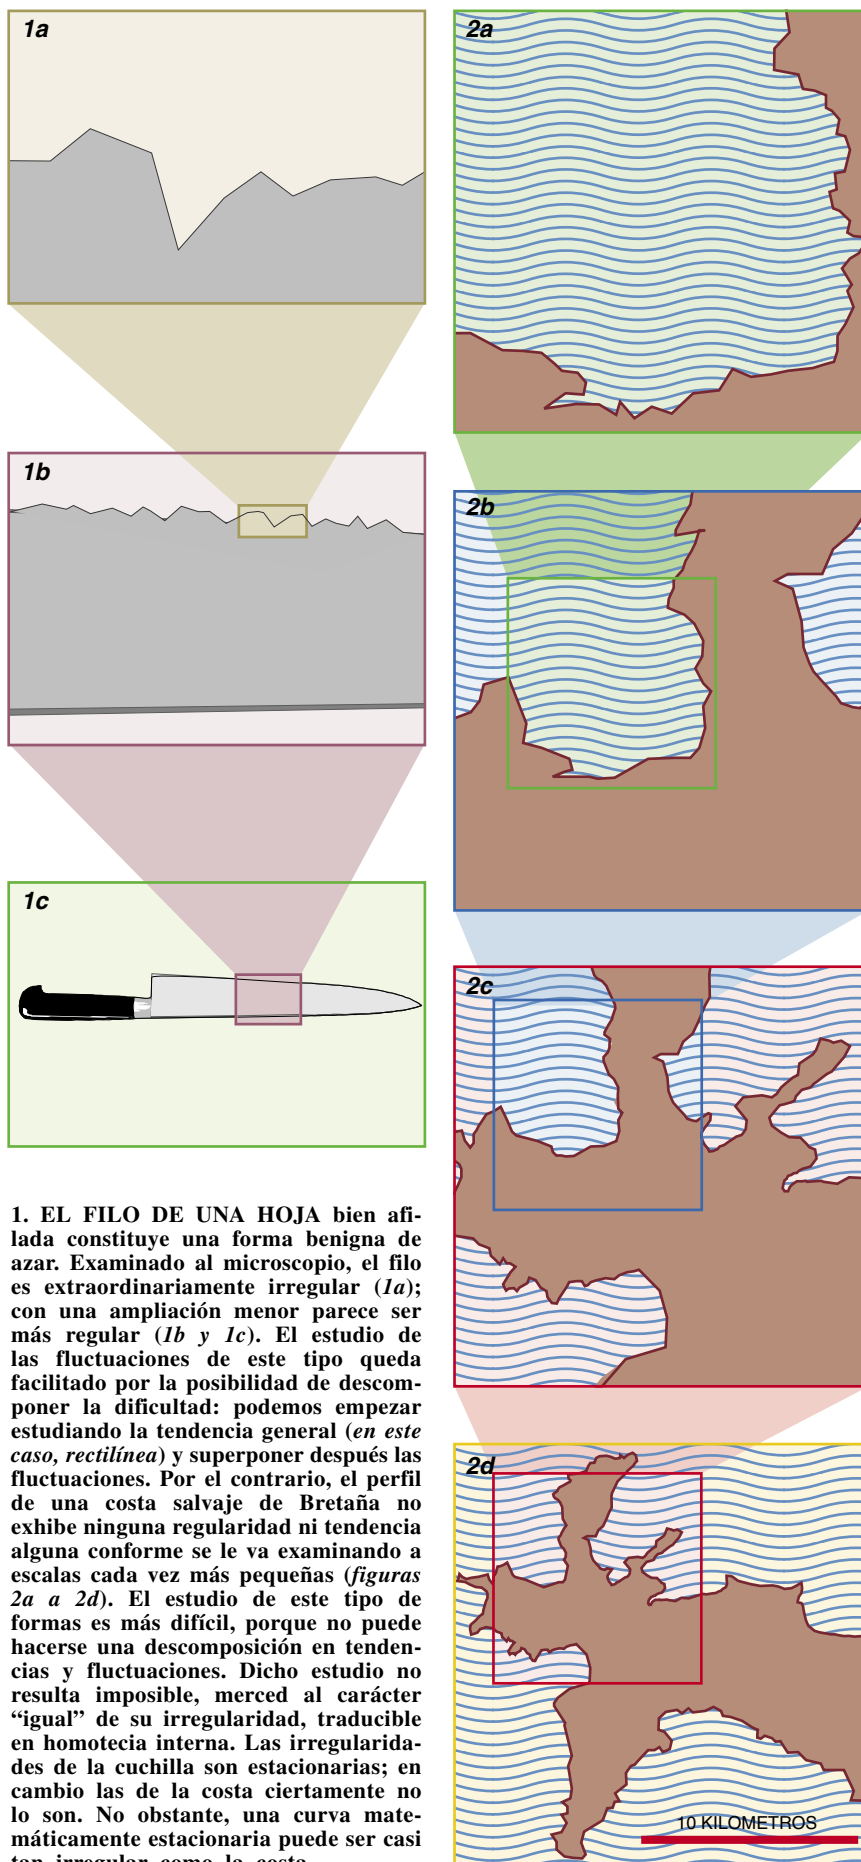 1a
1b
1c
1. EL FILO DE UNA HOJA bien afi-
lada constituye una forma benigna de
azar. Examinado al microscopio, el filo
es extraordinariamente irregular (1a);
con una ampliación menor parece ser
más regular (1b y 1c). El estudio de
las fluctuaciones de este tipo queda
facilitado por la posibilidad de descom-
poner la dificultad: podemos empezar
estudiando la tendencia general (en este
caso, rectilínea) y superponer después las
fluctuaciones. Por el contrario, el perfil
de una costa salvaje de Bretaña no
exhibe ninguna regularidad ni tendencia
alguna conforme se le va examinando a
escalas cada vez más pequeñas (figuras
2a a 2d). El estudio de este tipo de
formas es más difícil, porque no puede
hacerse una descomposición en tenden-
cias y fluctuaciones. Dicho estudio no
resulta imposible, merced al carácter
“igual” de su irregularidad, traducible
en homotecia interna. Las irregularida-
des de la cuchilla son estacionarias; en
cambio las de la costa ciertamente no
lo son. No obstante, una curva mate-
máticamente estacionaria puede ser casi
tan irregular como la costa.
2a
2b
2c
2d
10 KILOMETROS